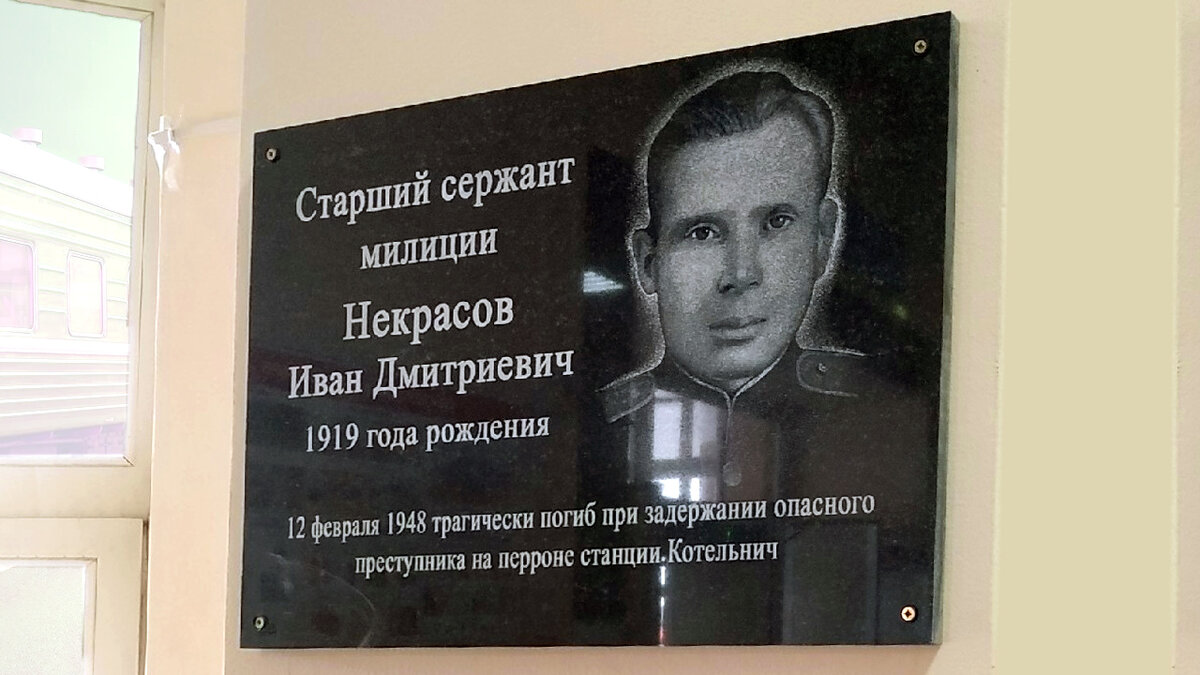 Старший сержант
милиции
Некрасов
Иван Дмитриевич
1919 года рождения
12 февраля 1948 трагически погиб при задержании опасного
преступника на перроне станции Котельнич